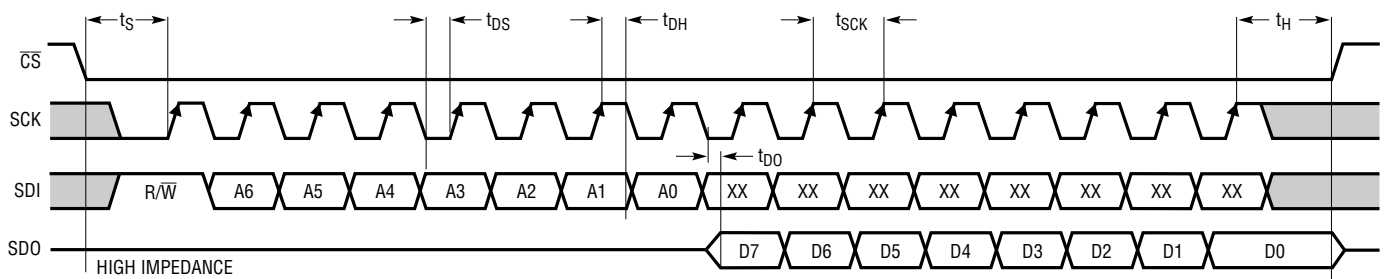 tS tDS tDH tSCK tH
CS
SCK
tDO
SDI R/W A6 A5 A4 A3 A2 A1 A0 XX XX XX XX XX XX XX XX
SDO D7 D6 D5 D4 D3 D2 D1 D0
HIGH IMPEDANCE